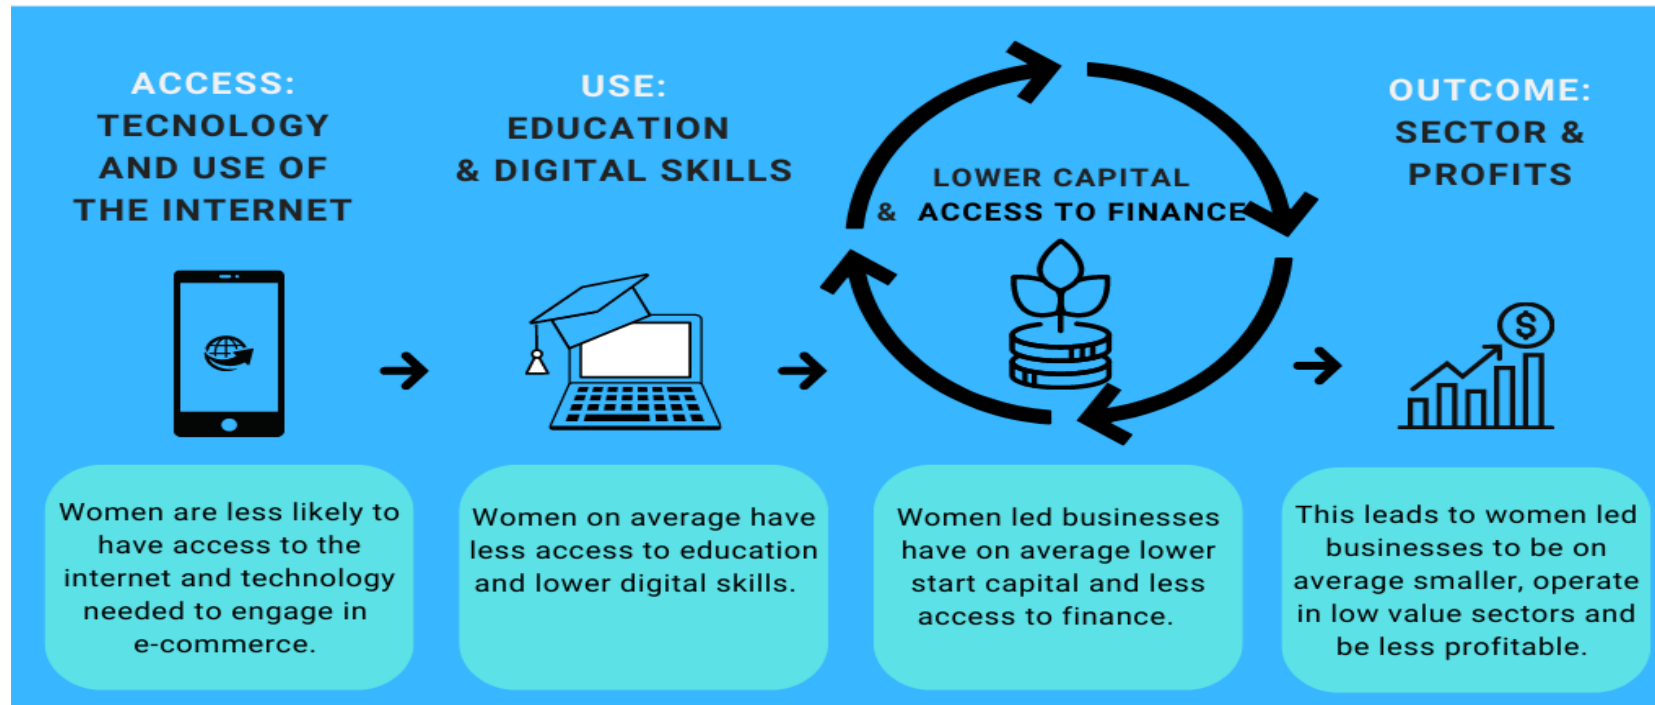 ACCESS:
TECNOLOGY
AND USE OF
THE INTERNET
Women are less likely to
have access to the
internet and technology
needed to engage in
e-commerce.
USE:
EDUCATION
& DIGITAL SKILLS
Women on average have
less access to education
and lower digital skills.
LOWER CAPITAL
& ACCESS TO FINANCE
Women led businesses
have on average lower
start capital and less
access to finance.
OUTCOME:
SECTOR &
PROFITS
$
This leads to women led
businesses to be on
average smaller, operate
in low value sectors and
be less profitable.